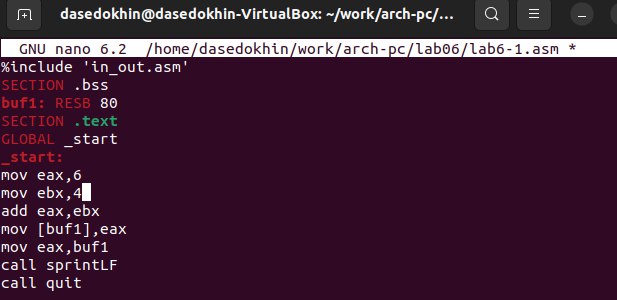 dasedokhin@dasedokhin-VirtualBox: ~/work/arch-pc/...
GNU nano 6.2 /home/dasedokhin/work/arch-pc/lab06/lab6-1.asm *
%include 'in_out.asm'
SECTION .bss
buf1: RESB 80
SECTION .text
GLOBAL _start
_start:
mov eax,6
mov ebx,4
add eax,ebx
mov [buf1],eax
mov eax,buf1
call sprintLF
call quit